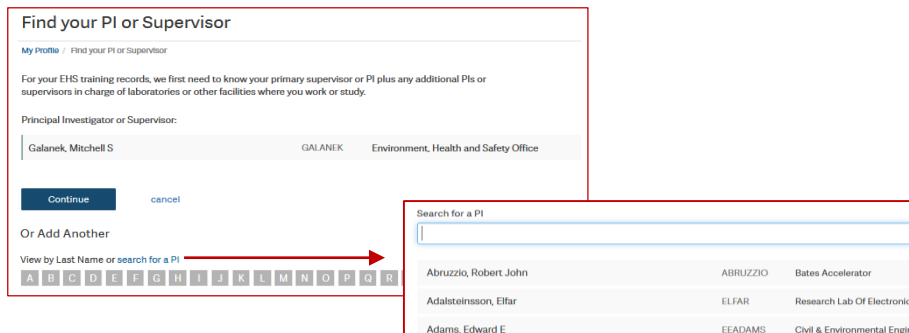 Find your PI or Supervisor
My Profile / Find your PI or Supervisor
For your EHS training records, we first need to know your primary supervisor or PI plus any additional PIs or
supervisors in charge of laboratories or other facilities where you work or study.
Principal Investigator or Supervisor:
Galanek, Mitchell S GALANEK Environment, Health and Safety Office
Continue cancel
Or Add Another
View by Last Name or search for a PI
A B C D E F G H I J K L M N O P Q R
Search for a PI
Abruzzio, Robert John ABRUZZIO Bates Accelerator
Adalsteinsson, Elfar ELFAR Research Lab Of Electronic
Adams, Edward E EEADAMS Civil & Environmental Engi